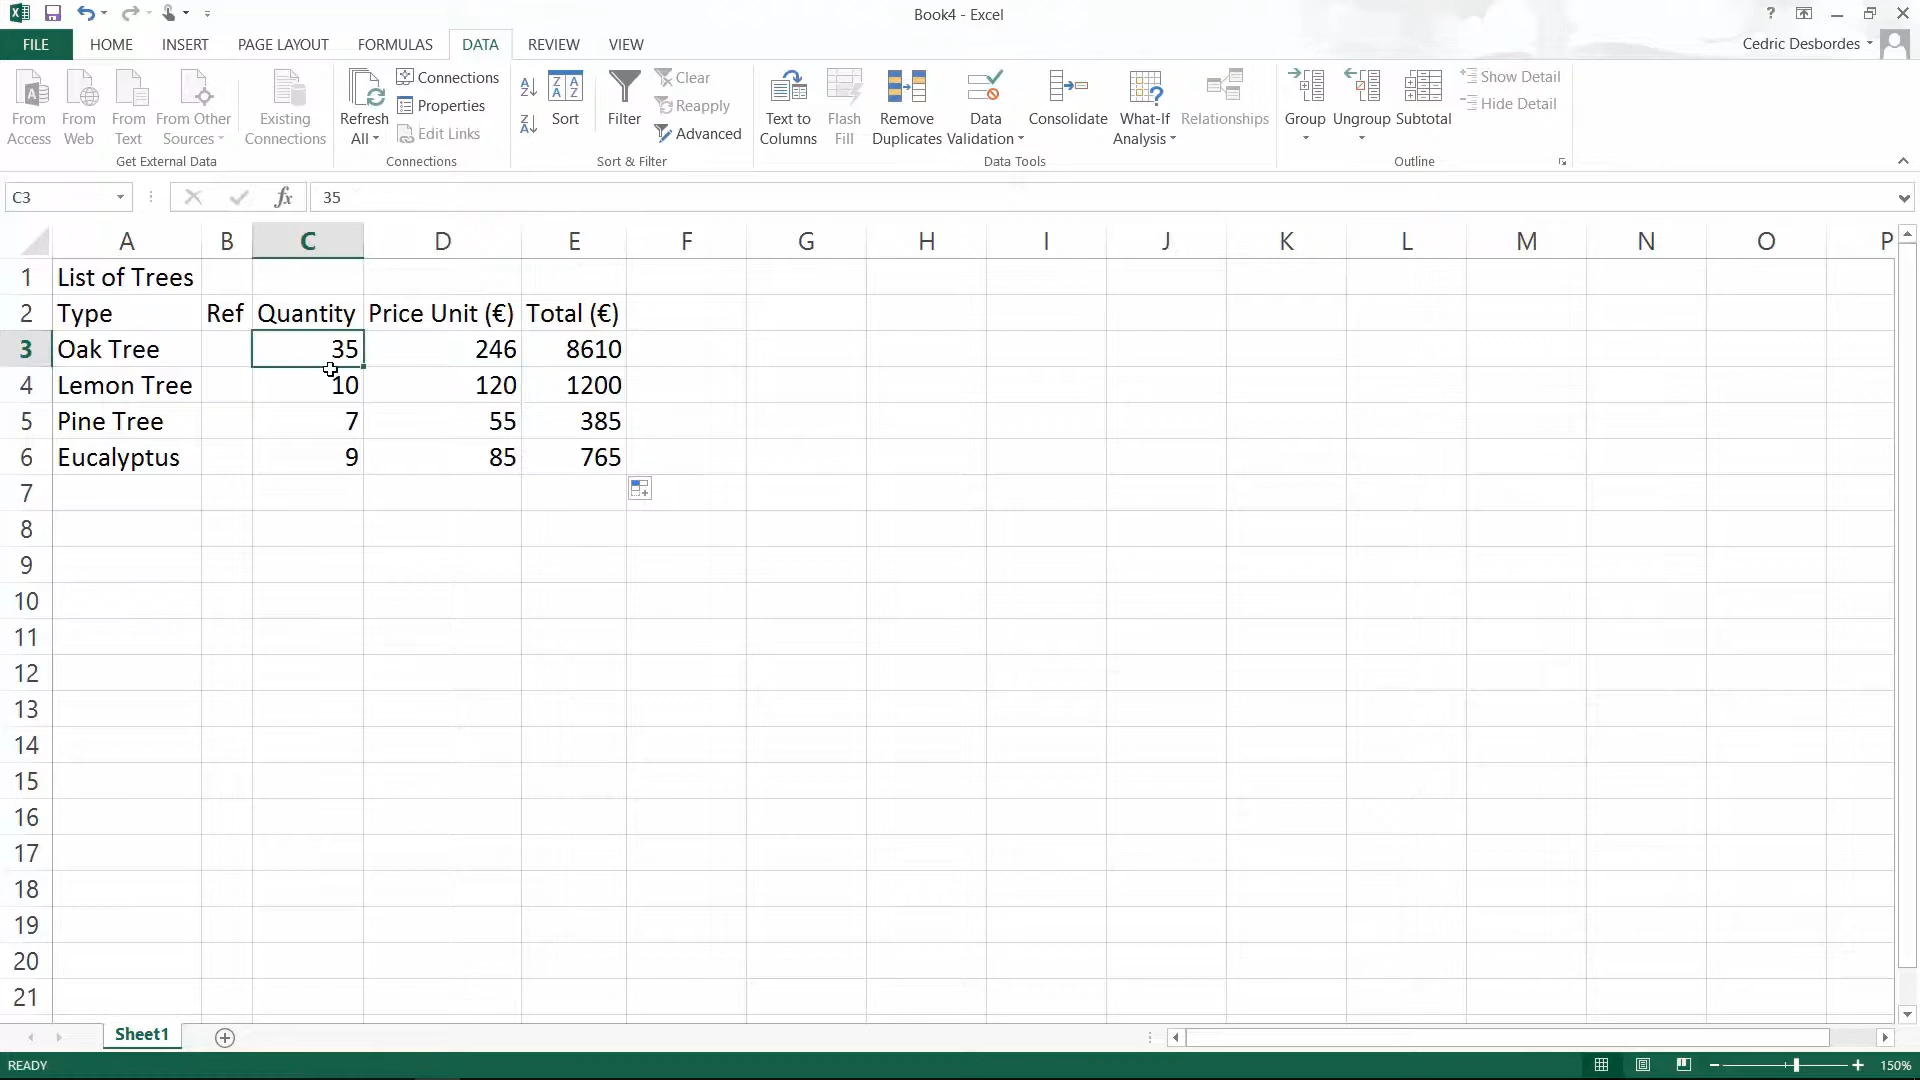 Book4 - Excel
FILE HOME INSERT PAGE LAYOUT FORMULAS DATA REVIEW VIEW
Cedric Desbordes
From Access
From Web
From Text
From Other Sources
Existing Connections
Get External Data
Refresh All
Connections
Properties
Edit Links
Connections
Sort
Filter
Clear
Reapply
Advanced
Sort & Filter
Text to Columns
Flash Fill
Remove Duplicates
Data Validation
Consolidate
What-If Analysis
Relationships
Data Tools
Group
Ungroup
Subtotal
Show Detail
Hide Detail
Outline
C3 fx 35
A B C D E F G H I J K L M N O P
1 List of Trees
2 Type Ref Quantity Price Unit (€) Total (€)
3 Oak Tree 35 246 8610
4 Lemon Tree 10 120 1200
5 Pine Tree 7 55 385
6 Eucalyptus 9 85 765
7
8
9
10
11
12
13
14
15
16
17
18
19
20
21
Sheet1
READY 150%